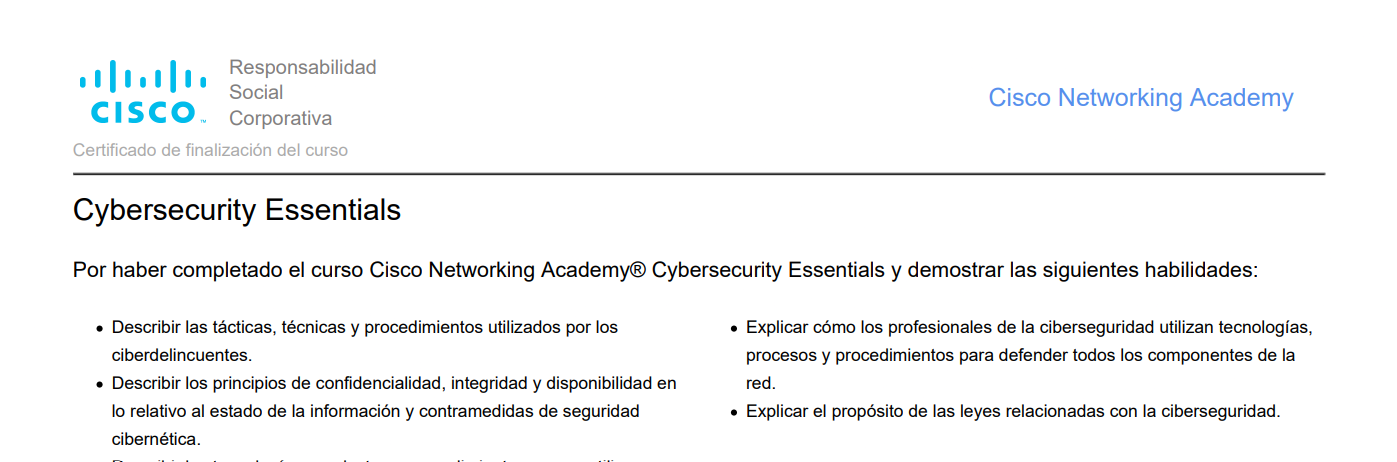 CISCO
Responsabilidad
Social
Corporativa
Cisco Networking Academy
Certificado de finalización del curso
Cybersecurity Essentials
Por haber completado el curso Cisco Networking Academy® Cybersecurity Essentials y demostrar las siguientes habilidades:
• Describir las tácticas, técnicas y procedimientos utilizados por los
ciberdelincuentes.
• Describir los principios de confidencialidad, integridad y disponibilidad en
lo relativo al estado de la información y contramedidas de seguridad
cibernética.
• Explicar cómo los profesionales de la ciberseguridad utilizan tecnologías,
procesos y procedimientos para defender todos los componentes de la
red.
• Explicar el propósito de las leyes relacionadas con la ciberseguridad.